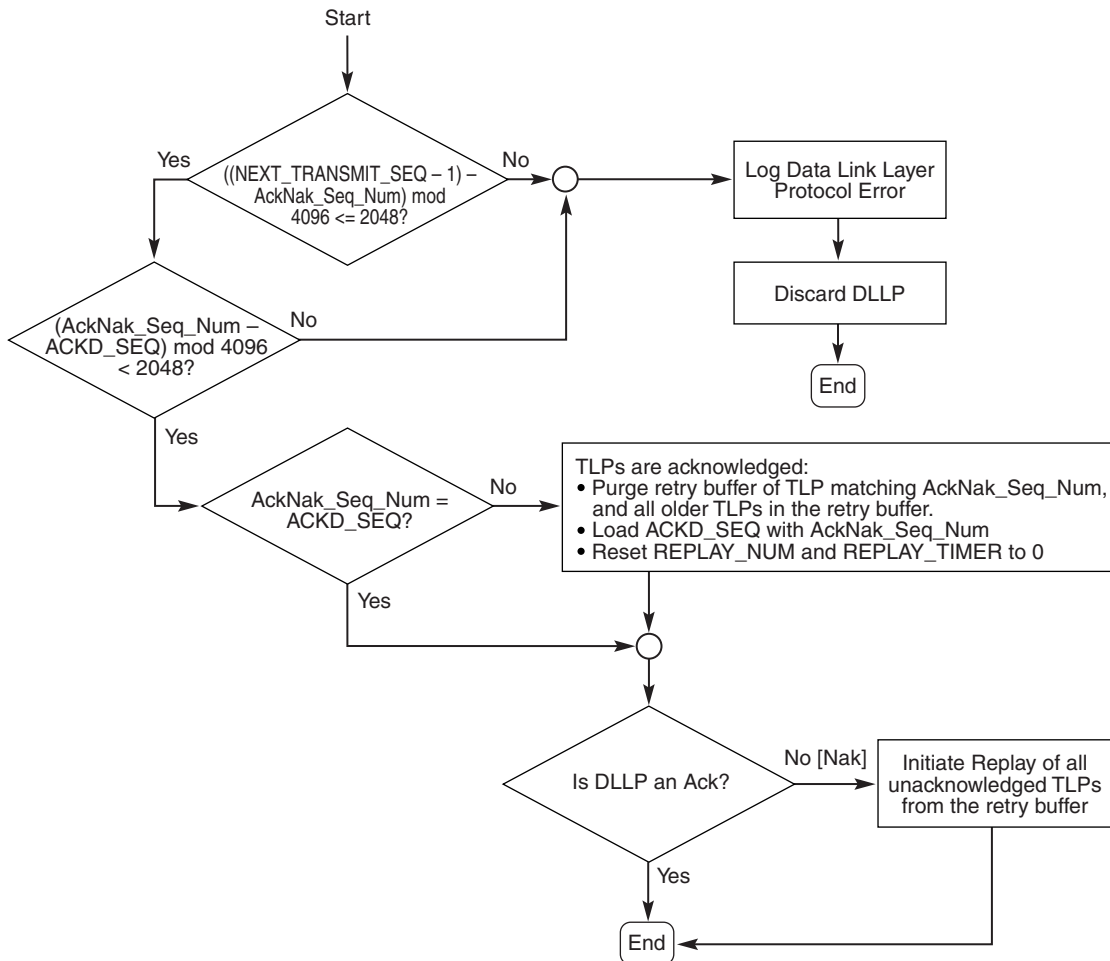 Start
Yes
((NEXT_TRANSMIT_SEQ – 1) –
AckNak_Seq_Num) mod
4096 <= 2048?
No
Log Data Link Layer
Protocol Error
Discard DLLP
End
(AckNak_Seq_Num –
ACKD_SEQ) mod 4096
< 2048?
No
Yes
AckNak_Seq_Num =
ACKD_SEQ?
No
Yes
TLPs are acknowledged:
• Purge retry buffer of TLP matching AckNak_Seq_Num,
and all older TLPs in the retry buffer.
• Load ACKD_SEQ with AckNak_Seq_Num
• Reset REPLAY_NUM and REPLAY_TIMER to 0
Is DLLP an Ack?
No [Nak]
Initiate Replay of all
unacknowledged TLPs
from the retry buffer
Yes
End